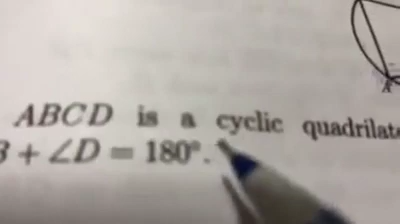 ABCD is a cyclic
+ ∠D = 180°.